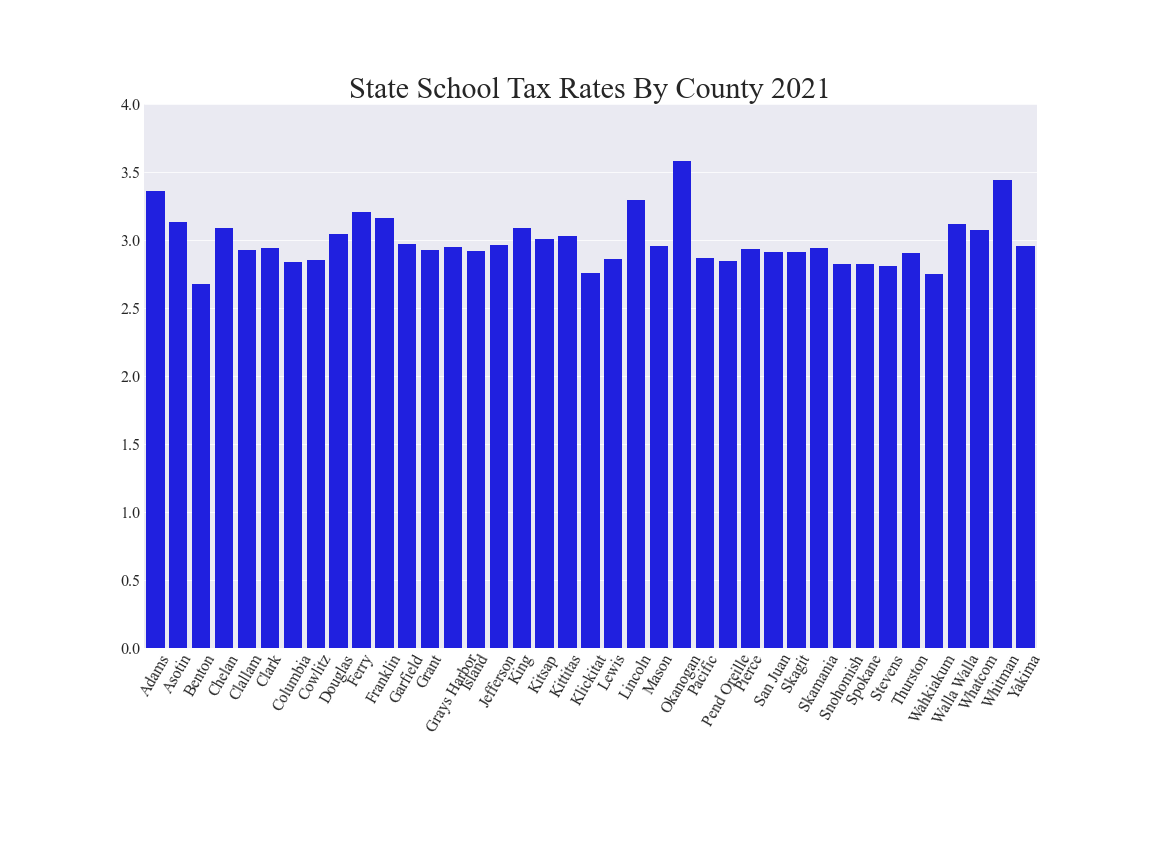 State School Tax Rates By County 2021
4.0
3.5
3.0
2.5
2.0
1.5
1.0
0.5
0.0
Adams
Asotin
Benton
Chelan
Clallam
Clark
Columbia
Cowlitz
Douglas
Ferry
Franklin
Garfield
Grant
Grays Harbor
Island
Jefferson
King
Kitsap
Kittitas
Klickitat
Lewis
Lincoln
Mason
Okanogan
Pacific
Pend Oreille
Pierce
San Juan
Skagit
Skamania
Snohomish
Spokane
Stevens
Thurston
Wahkiakum
Walla Walla
Whatcom
Whitman
Yakima